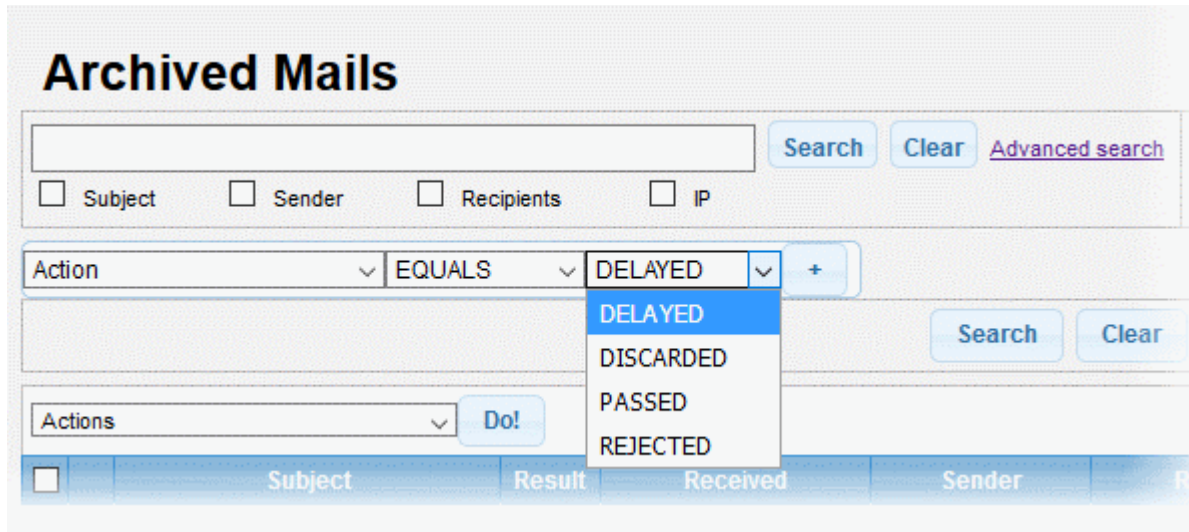 Archived Mails
Search Clear Advanced search
Subject Sender Recipients IP
Action EQUALS DELAYED +
DELAYED
Search Clear
DISCARDED
PASSED
Actions Do!
REJECTED
Subject Result Received Sender R